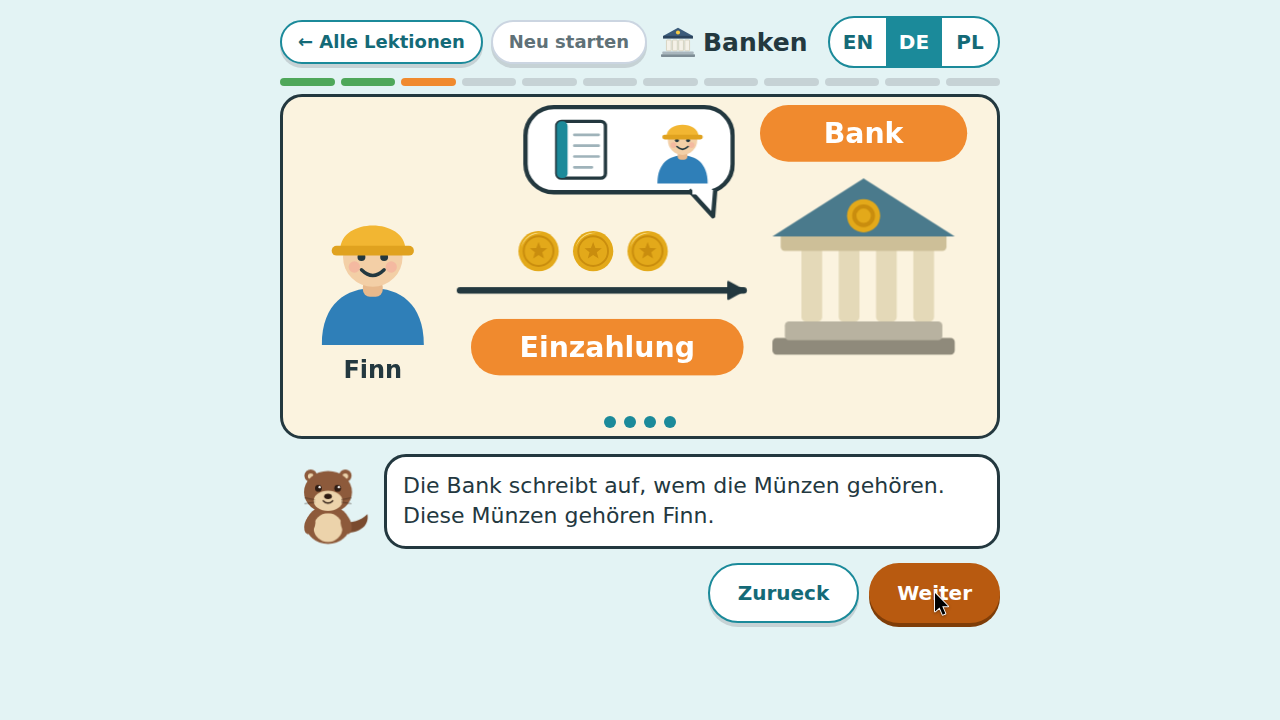 ← Alle Lektionen
Neu starten
Banken
EN
DE
PL
Bank
Einzahlung
Finn
Die Bank schreibt auf, wem die Münzen gehören.
Diese Münzen gehören Finn.
Zurueck
Weiter